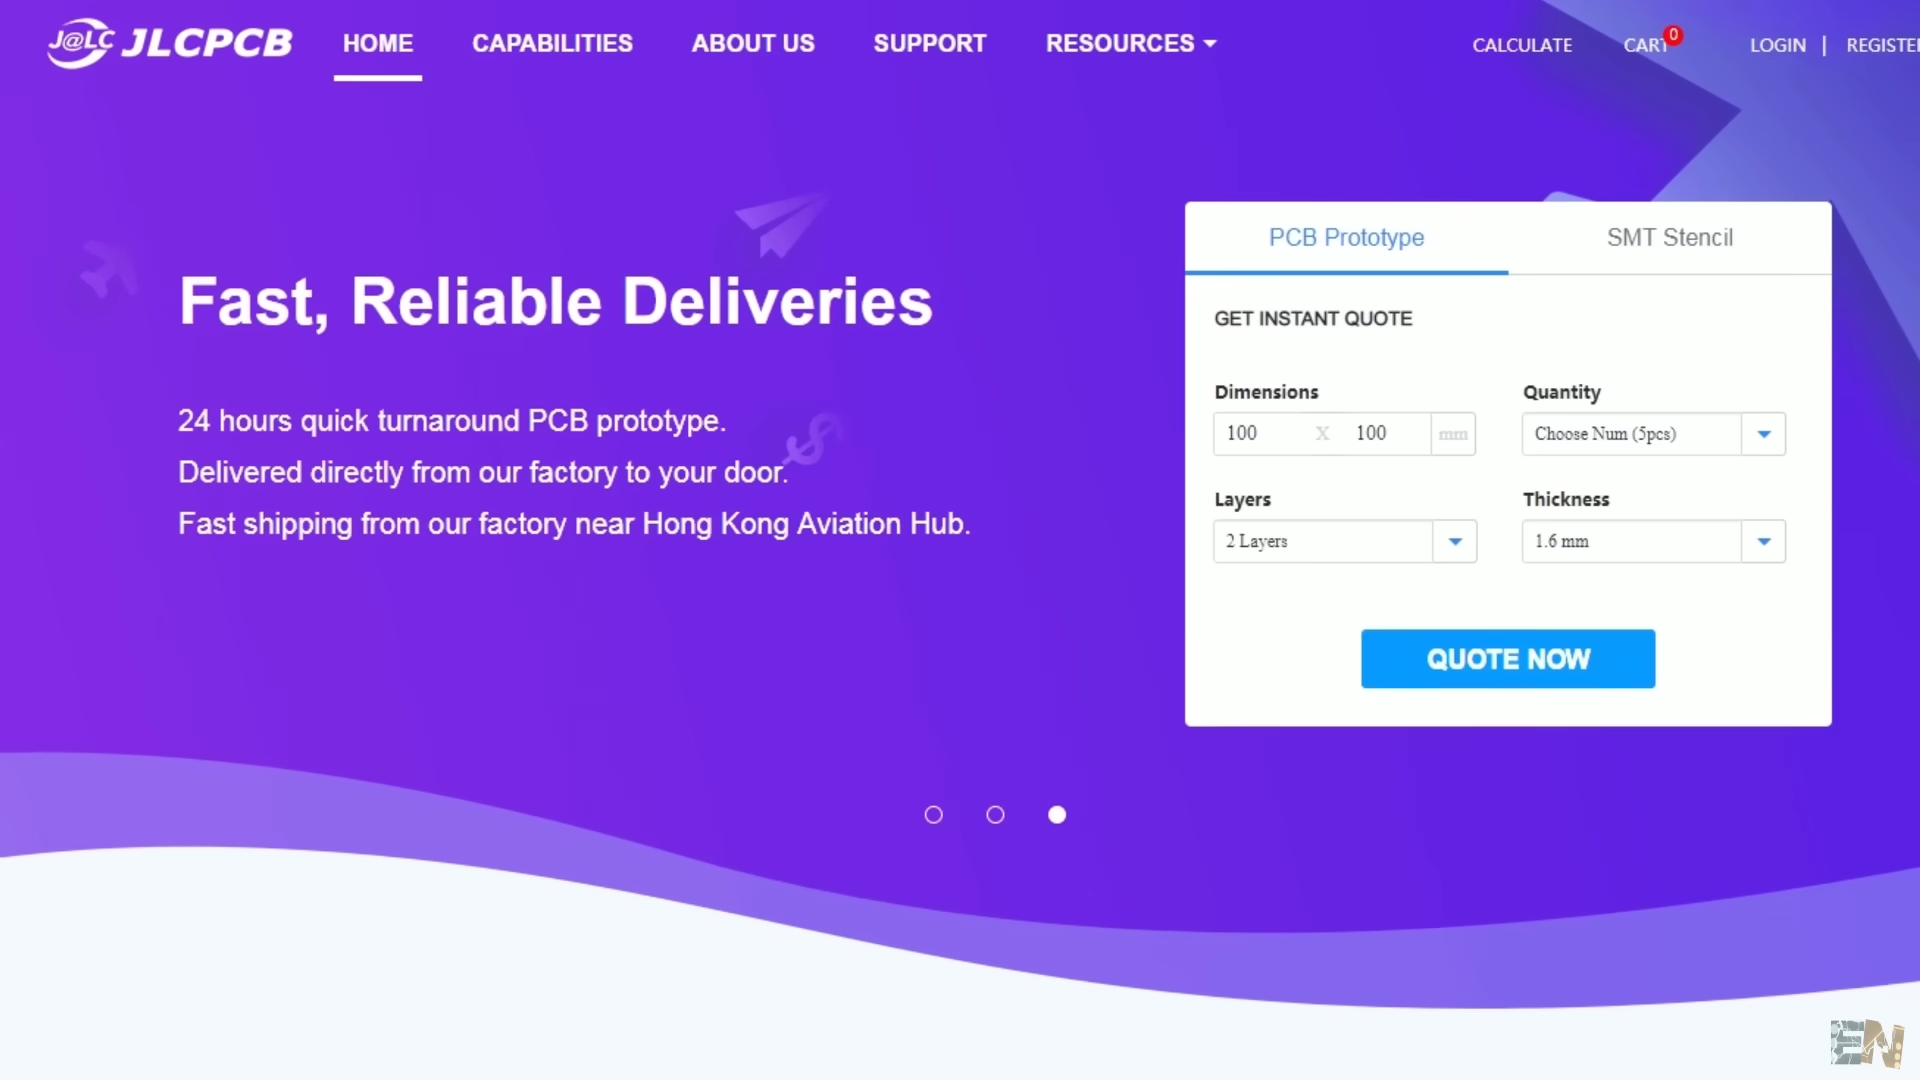 J@LC JLCPCB HOME CAPABILITIES ABOUT US SUPPORT RESOURCES CALCULATE CART 0 LOGIN | REGISTE
PCB Prototype SMT Stencil
Fast, Reliable Deliveries
GET INSTANT QUOTE
24 hours quick turnaround PCB prototype.
Delivered directly from our factory to your door.
Fast shipping from our factory near Hong Kong Aviation Hub.
Dimensions Quantity
100 X 100 mm Choose Num (5pcs)
Layers Thickness
2 Layers 1.6 mm
QUOTE NOW
EN